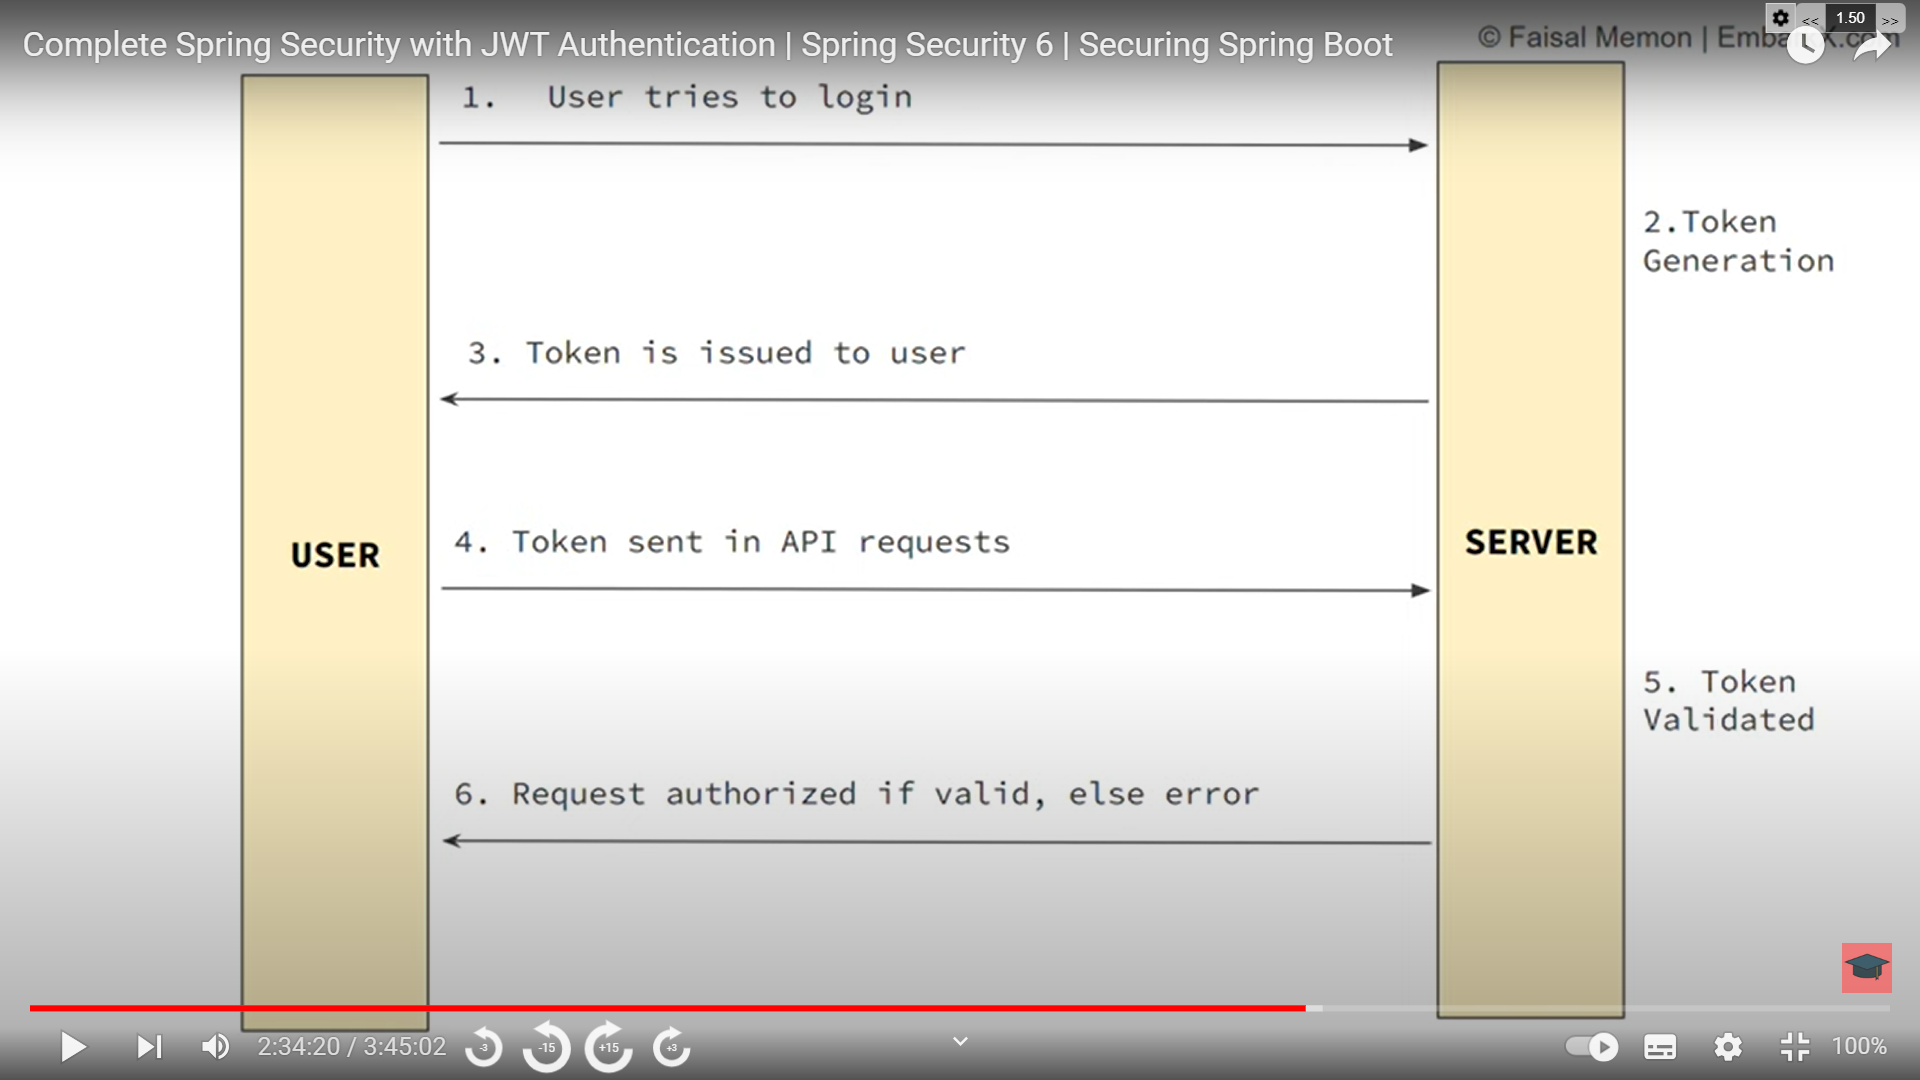 Complete Spring Security with JWT Authentication | Spring Security 6 | Securing Spring Boot
© Faisal Memon |
<< 1.50 >>
1. User tries to login
2.Token
Generation
3. Token is issued to user
4. Token sent in API requests
USER
SERVER
5. Token
Validated
6. Request authorized if valid, else error
2:34:20 / 3:45:02
-3
-15
+15
+3
100%